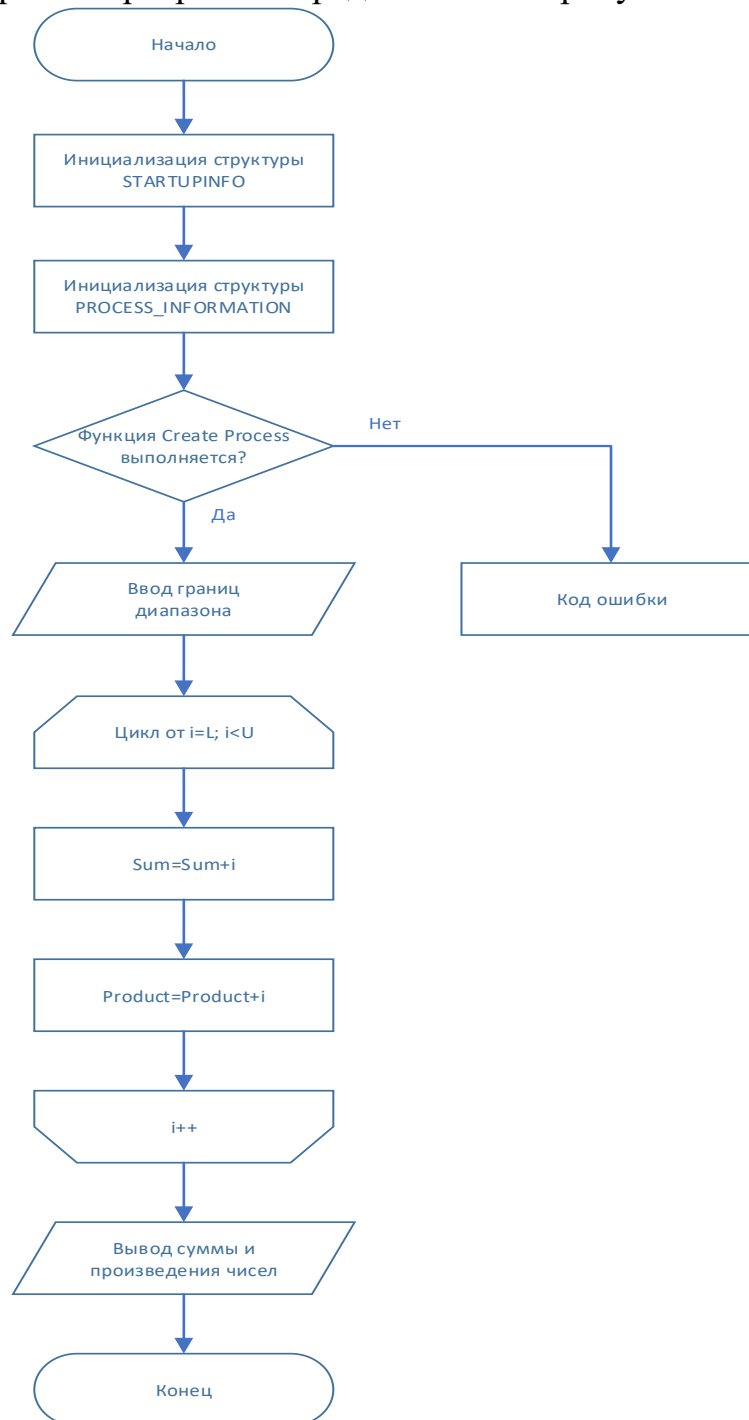 Начало
Инициализация структуры
STARTUPINFO
Инициализация структуры
PROCESS_INFORMATION
Функция Create Process
выполняется?
Нет
Да
Ввод границ
диапазона
Код ошибки
Цикл от i=L; i<U
Sum=Sum+i
Product=Product+i
i++
Вывод суммы и
произведения чисел
Конец